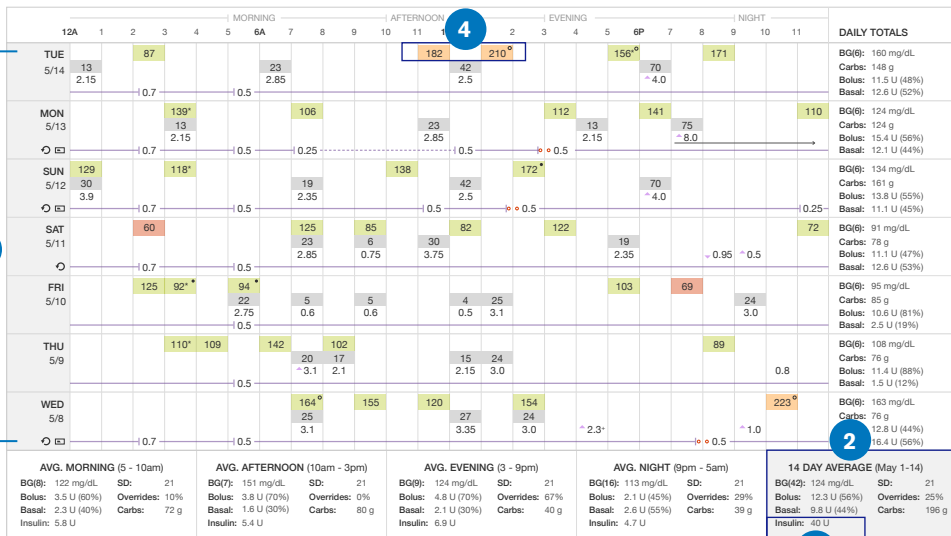 MORNING AFTERNOON EVENING NIGHT
4
12A 1 2 3 4 5 6A 7 8 9 10 11 1 2 3 4 5 6P 7 8 9 10 11 DAILY TOTALS
TUE 87 182 210° 156*° 171 BG(6): 160 mg/dL
5/14 13 23 42 70 Carbs: 148 g
2.15 2.85 2.5 4.0 Bolus: 11.5 U (48%)
0.7 0.5 Basal: 12.6 U (52%)
MON 139* 106 112 141 110 BG(6): 124 mg/dL
5/13 13 23 13 75 Carbs: 124 g
2.15 2.85 2.15 8.0 Bolus: 15.4 U (56%)
0.7 0.5 0.25 0.5 0.5 Basal: 12.1 U (44%)
SUN 129 118* 138 172• BG(6): 134 mg/dL
5/12 30 19 42 70 Carbs: 161 g
3.9 2.35 2.5 4.0 Bolus: 13.8 U (55%)
0.7 0.5 0.5 0.5 0.25 Basal: 11.1 U (45%)
SAT 60 125 85 82 122 72 BG(6): 91 mg/dL
5/11 23 6 30 19 Carbs: 78 g
2.85 0.75 3.75 2.35 0.95 0.5 Bolus: 11.1 U (47%)
0.7 0.5 Basal: 12.6 U (53%)
FRI 125 92*• 94• 103 69 BG(6): 95 mg/dL
5/10 22 5 5 4 25 24 Carbs: 85 g
2.75 0.6 0.6 0.5 3.1 3.0 Bolus: 10.6 U (81%)
0.5 Basal: 2.5 U (19%)
THU 110* 109 142 102 89 BG(6): 108 mg/dL
5/9 20 17 15 24 Carbs: 76 g
3.1 2.1 2.15 3.0 0.8 Bolus: 11.4 U (88%)
0.5 Basal: 1.5 U (12%)
WED 164° 155 120 154 223° BG(6): 163 mg/dL
5/8 25 27 24 Carbs: 76 g
3.1 3.35 3.0 2.3+ 1.0 12.8 U (44%)
0.7 0.5 0.5 16.4 U (56%)
2
AVG. MORNING (5 - 10am)
BG(8): 122 mg/dL SD: 21
Bolus: 3.5 U (60%) Overrides: 10%
Basal: 2.3 U (40%) Carbs: 72 g
Insulin: 5.8 U
AVG. AFTERNOON (10am - 3pm)
BG(7): 151 mg/dL SD: 21
Bolus: 3.8 U (70%) Overrides: 0%
Basal: 1.6 U (30%) Carbs: 80 g
Insulin: 5.4 U
AVG. EVENING (3 - 9pm)
BG(9): 124 mg/dL SD: 21
Bolus: 4.8 U (70%) Overrides: 67%
Basal: 2.1 U (30%) Carbs: 40 g
Insulin: 6.9 U
AVG. NIGHT (9pm - 5am)
BG(16): 113 mg/dL SD: 21
Bolus: 2.1 U (45%) Overrides: 29%
Basal: 2.6 U (55%) Carbs: 39 g
Insulin: 4.7 U
14 DAY AVERAGE (May 1-14)
BG(42): 124 mg/dL SD: 21
Bolus: 12.3 U (56%) Overrides: 25%
Basal: 9.8 U (44%) Carbs: 196 g
Insulin: 40 U